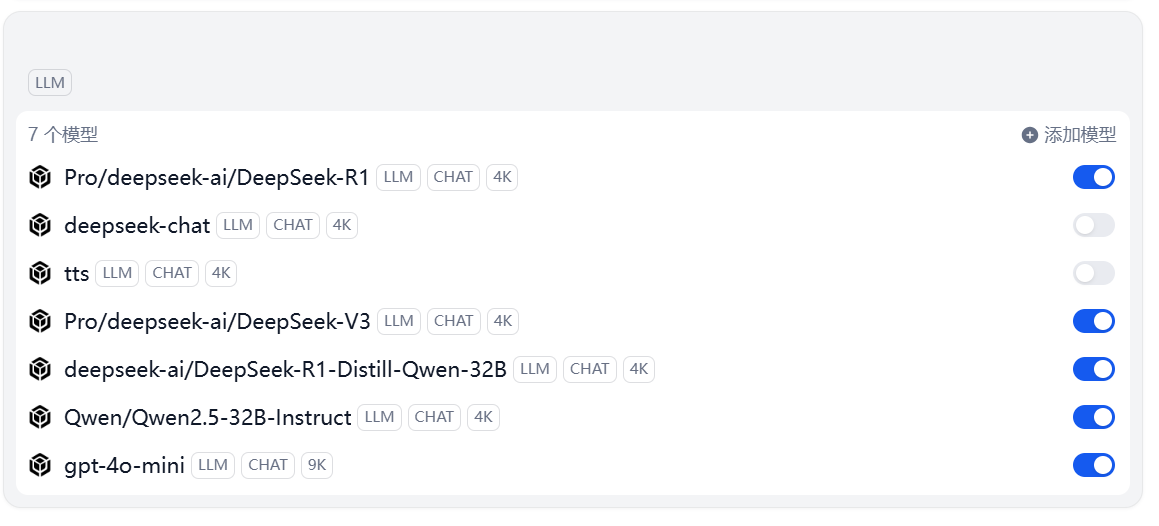 LLM
7 个模型 添加模型
Pro/deepseek-ai/DeepSeek-R1 LLM CHAT 4K
deepseek-chat LLM CHAT 4K
tts LLM CHAT 4K
Pro/deepseek-ai/DeepSeek-V3 LLM CHAT 4K
deepseek-ai/DeepSeek-R1-Distill-Qwen-32B LLM CHAT 4K
Qwen/Qwen2.5-32B-Instruct LLM CHAT 4K
gpt-4o-mini LLM CHAT 9K